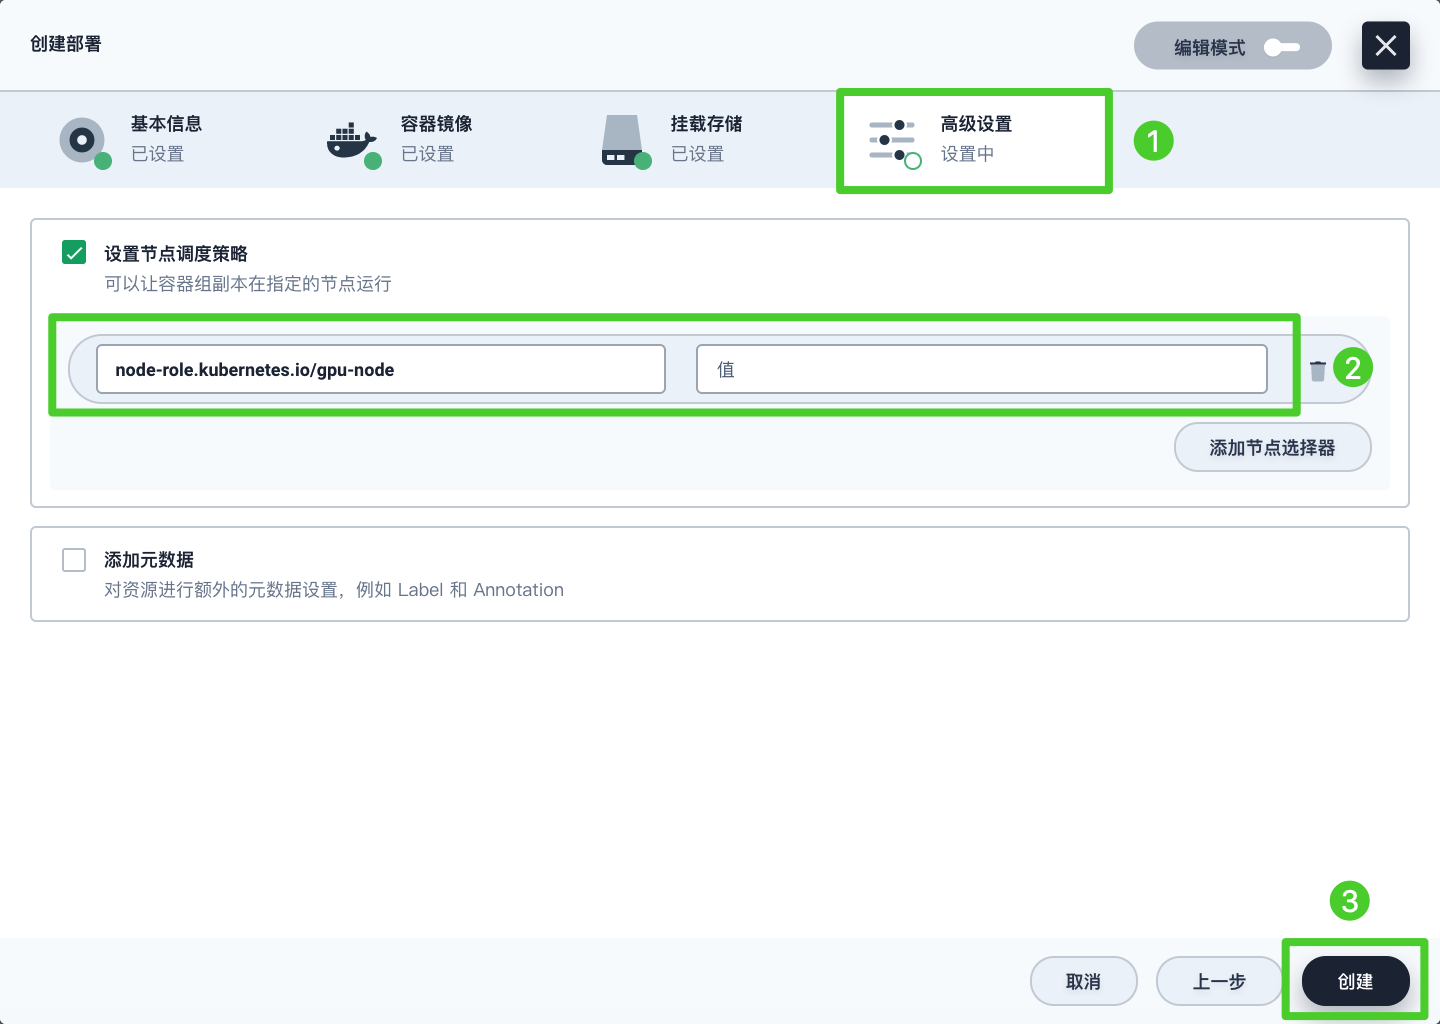 创建部署
编辑模式
基本信息
已设置
容器镜像
已设置
挂载存储
已设置
高级设置
设置中
1
设置节点调度策略
可以让容器组副本在指定的节点运行
node-role.kubernetes.io/gpu-node
值
2
添加节点选择器
添加元数据
对资源进行额外的元数据设置，例如 Label 和 Annotation
3
取消
上一步
创建